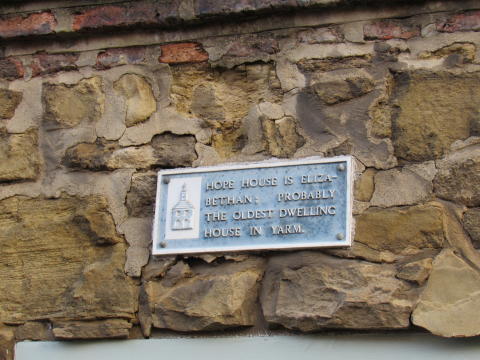 HOPE HOUSE IS ELIZA-
BETHAN; PROBABLY
THE OLDEST DWELLING
HOUSE IN YARM.